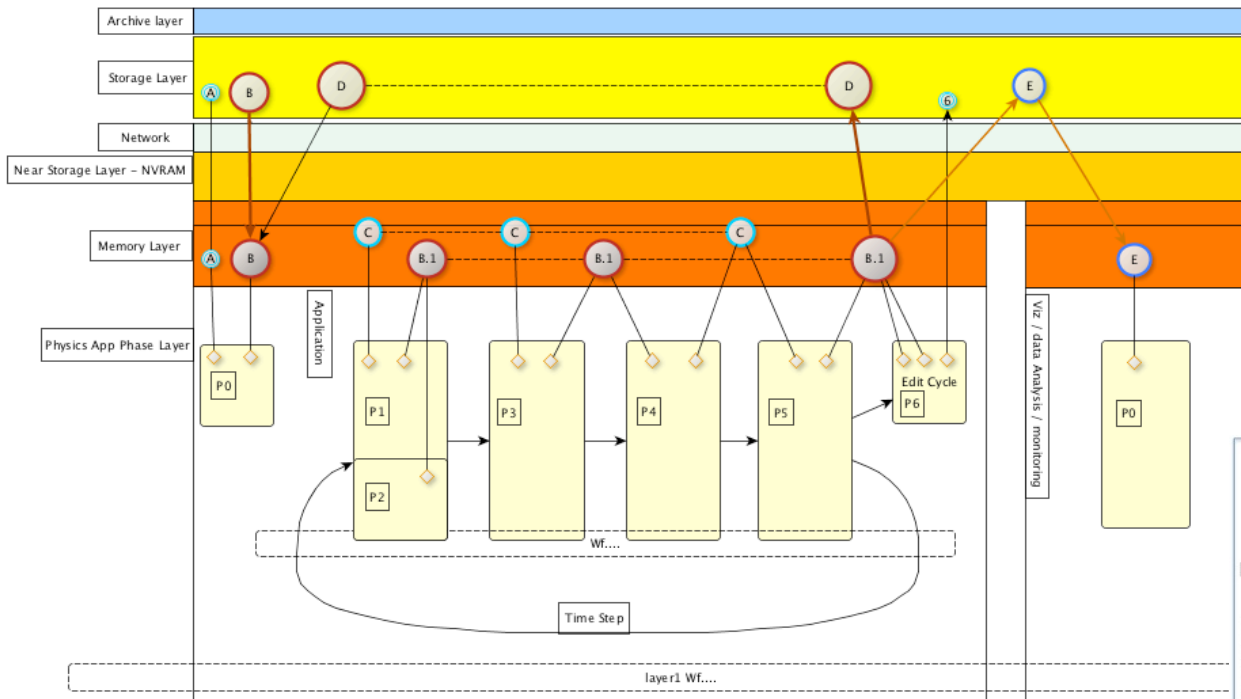 Archive layer
Storage Layer
A
B
D
D
6
E
Network
Near Storage Layer - NVRAM
Memory Layer
A
B
C
B.1
C
B.1
C
B.1
E
Application
Viz / data Analysis / monitoring
Physics App Phase Layer
P0
P1
P2
P3
P4
P5
Edit Cycle
P6
P0
Wf....
Time Step
layer1 Wf....